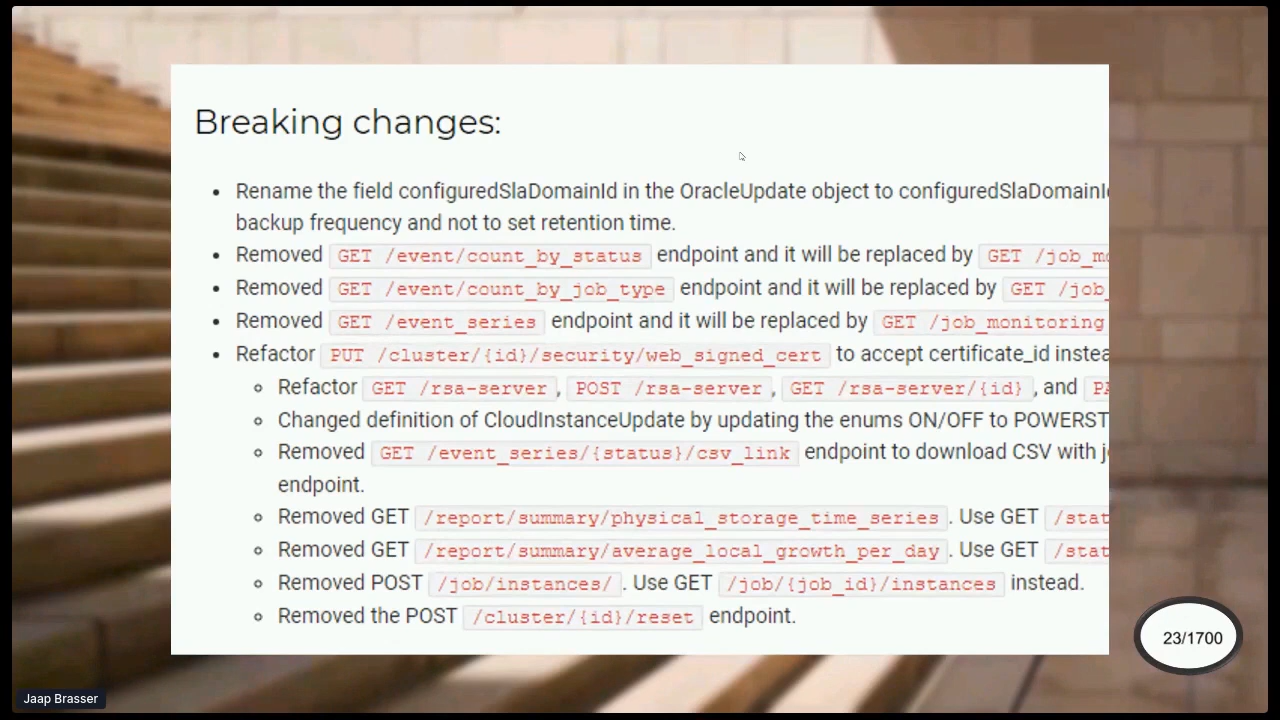 Breaking changes:
• Rename the field configuredSlaDomainId in the OracleUpdate object to
backup frequency and not to set retention time.
• Removed GET /event/count_by_status endpoint and it will be replaced by GET
• Removed GET /event/count_by_job_type endpoint and it will be replaced by GET
• Removed GET /event_series endpoint and it will be replaced by GET /job_monitoring
• Refactor PUT /cluster/{id}/security/web_signed_cert to accept certificate_id
◦ Refactor GET /rsa-server, POST /rsa-server, GET /rsa-server/{id}, and
◦ Changed definition of CloudInstanceUpdate by updating the enums ON/OFF to
◦ Removed GET /event_series/{status}/csv_link endpoint to download CSV with
endpoint.
◦ Removed GET /report/summary/physical_storage_time_series. Use GET
◦ Removed GET /report/summary/average_local_growth_per_day. Use GET
◦ Removed POST /job/instances/. Use GET /job/{job_id}/instances instead.
◦ Removed the POST /cluster/{id}/reset endpoint.
23/1700
Jaap Brasser